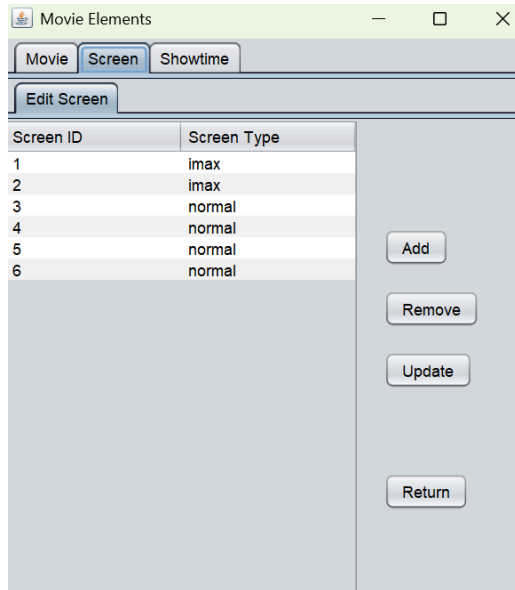 Movie Elements
Movie Screen Showtime
Edit Screen
Screen ID Screen Type
1 imax
2 imax
3 normal
4 normal
5 normal
6 normal
Add
Remove
Update
Return